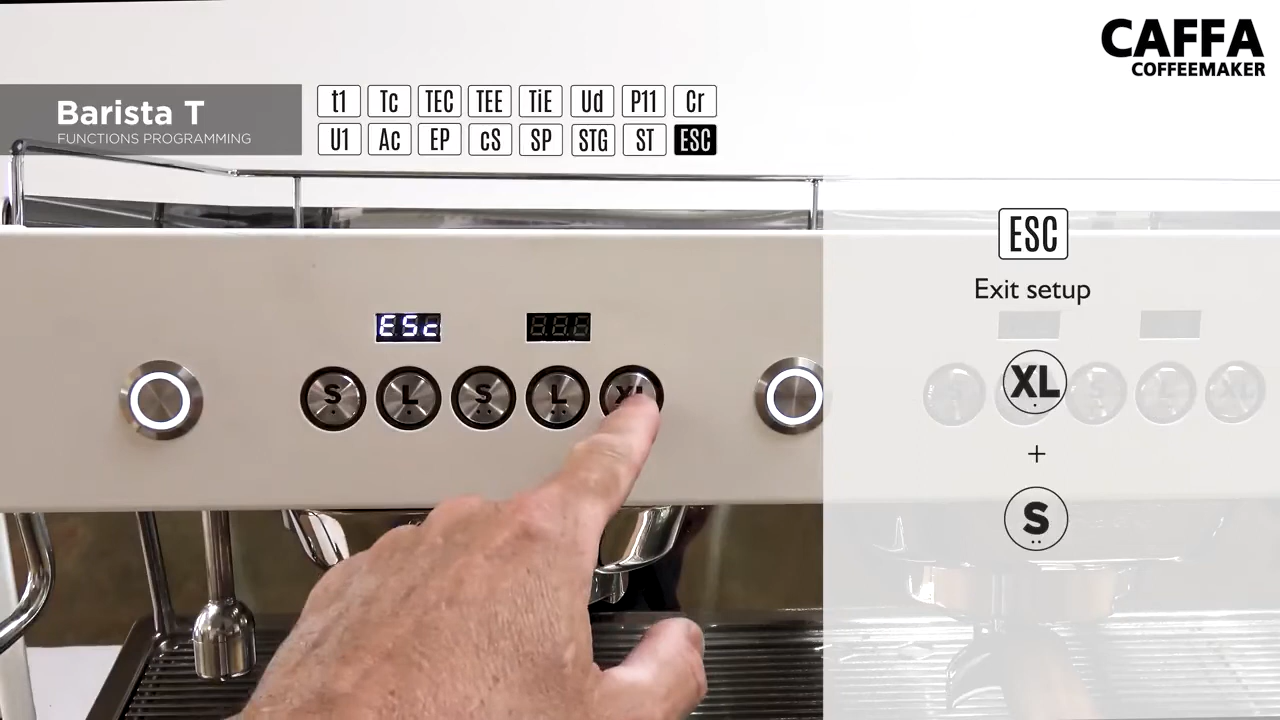 CAFFA
COFFEEMAKER
Barista T
FUNCTIONS PROGRAMMING
t1 Tc TEC TEE TiE Ud P11 Cr
U1 Ac EP cS SP STG ST ESC
ESC
Exit setup
ESc
S L S L XL
XL
+
S